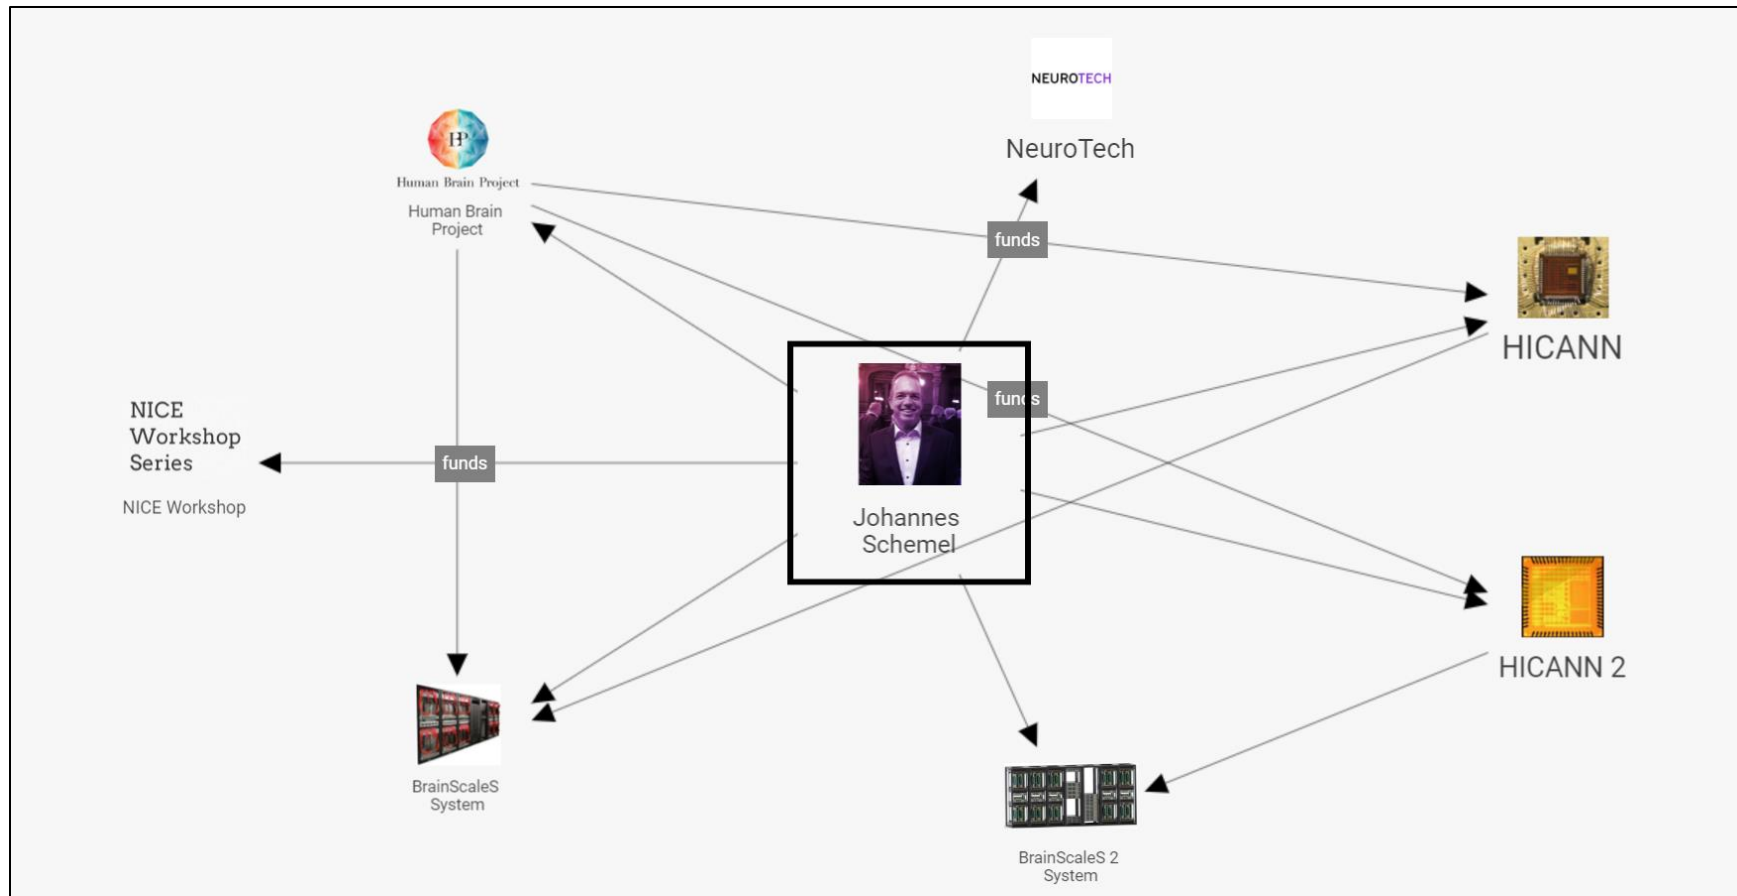 NEUROTECH
NeuroTech
HP
Human Brain Project
Human Brain
Project
funds
HICANN
funds
NICE
Workshop
Series
NICE Workshop
funds
Johannes
Schemel
HICANN 2
BrainScaleS
System
BrainScaleS 2
System